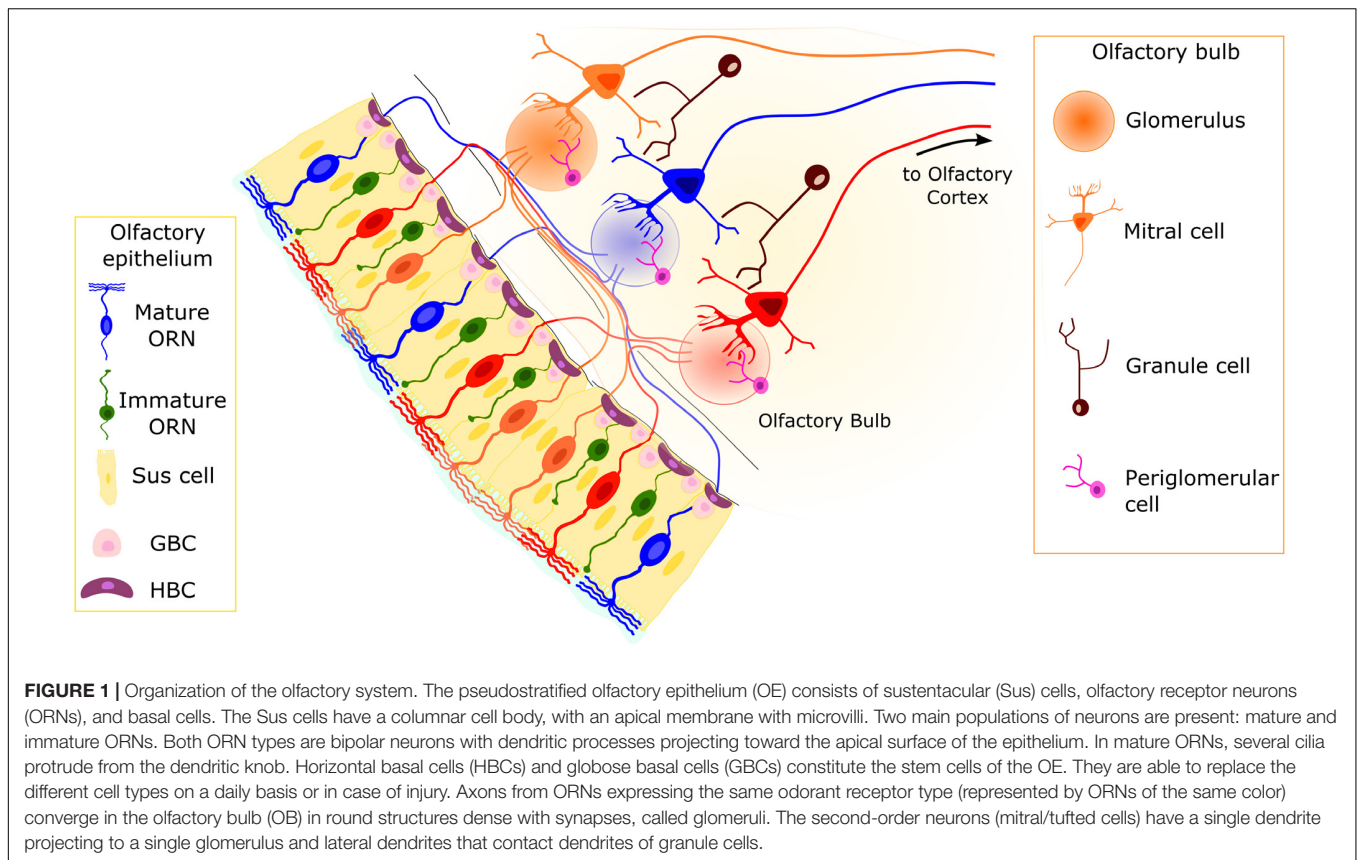 Olfactory
epithelium
Mature
ORN
Immature
ORN
Sus cell
GBC
HBC
to Olfactory
Cortex
Olfactory Bulb
Olfactory bulb
Glomerulus
Mitral cell
Granule cell
Periglomerular
cell
FIGURE 1 | Organization of the olfactory system. The pseudostratified olfactory epithelium (OE) consists of sustentacular (Sus) cells, olfactory receptor neurons
(ORNs), and basal cells. The Sus cells have a columnar cell body, with an apical membrane with microvilli. Two main populations of neurons are present: mature and
immature ORNs. Both ORN types are bipolar neurons with dendritic processes projecting toward the apical surface of the epithelium. In mature ORNs, several cilia
protrude from the dendritic knob. Horizontal basal cells (HBCs) and globose basal cells (GBCs) constitute the stem cells of the OE. They are able to replace the
different cell types on a daily basis or in case of injury. Axons from ORNs expressing the same odorant receptor type (represented by ORNs of the same color)
converge in the olfactory bulb (OB) in round structures dense with synapses, called glomeruli. The second-order neurons (mitral/tufted cells) have a single dendrite
projecting to a single glomerulus and lateral dendrites that contact dendrites of granule cells.